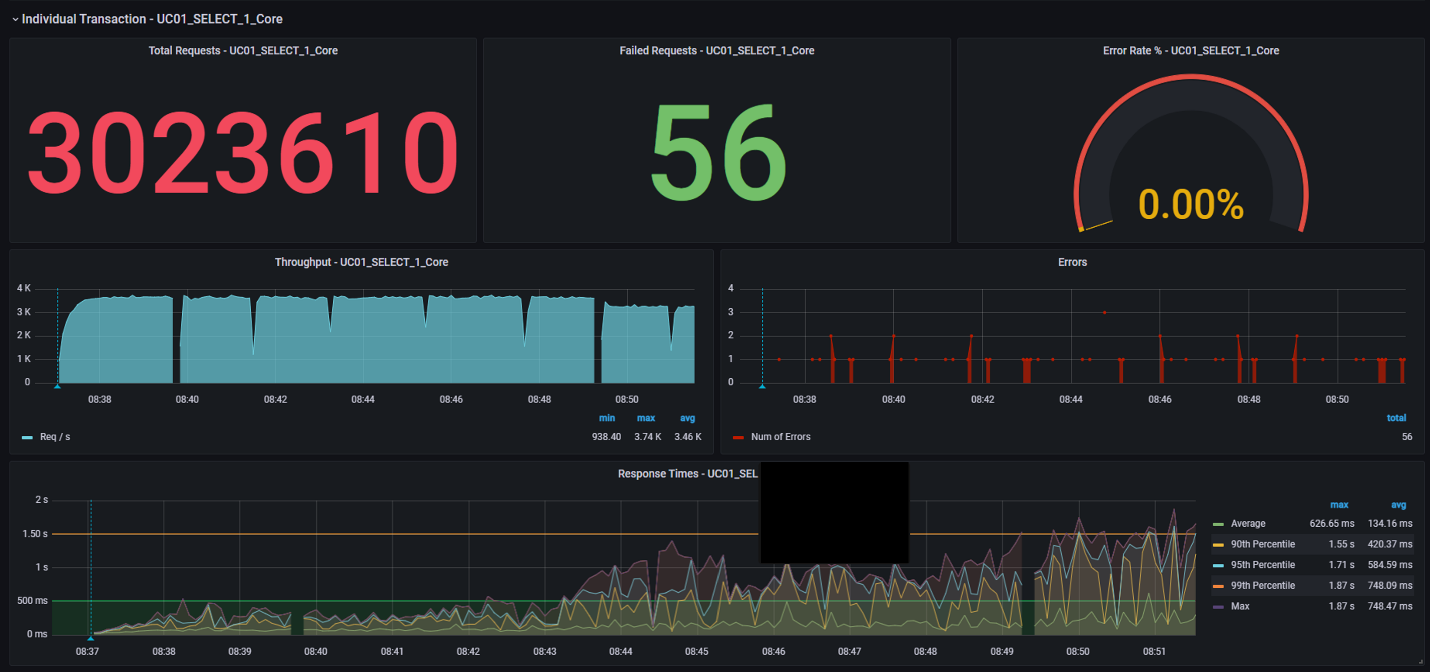 Individual Transaction - UC01_SELECT_1_Core
Total Requests - UC01_SELECT_1_Core
3023610
Failed Requests - UC01_SELECT_1_Core
56
Error Rate % - UC01_SELECT_1_Core
0.00%
Throughput - UC01_SELECT_1_Core
4 K
3 K
2 K
1 K
0
08:38 08:40 08:42 08:44 08:46 08:48 08:50
min max avg
Req / s 938.40 3.74 K 3.46 K
Errors
4
3
2
1
0
08:38 08:40 08:42 08:44 08:46 08:48 08:50
total
Num of Errors 56
Response Times - UC01_SEL
2 s
1.50 s
1 s
500 ms
0 ms
08:37 08:38 08:39 08:40 08:41 08:42 08:43 08:44 08:45 08:46 08:47 08:48 08:49 08:50 08:51
max avg
Average 626.65 ms 134.16 ms
90th Percentile 1.55 s 420.37 ms
95th Percentile 1.71 s 584.59 ms
99th Percentile 1.87 s 748.09 ms
Max 1.87 s 748.47 ms